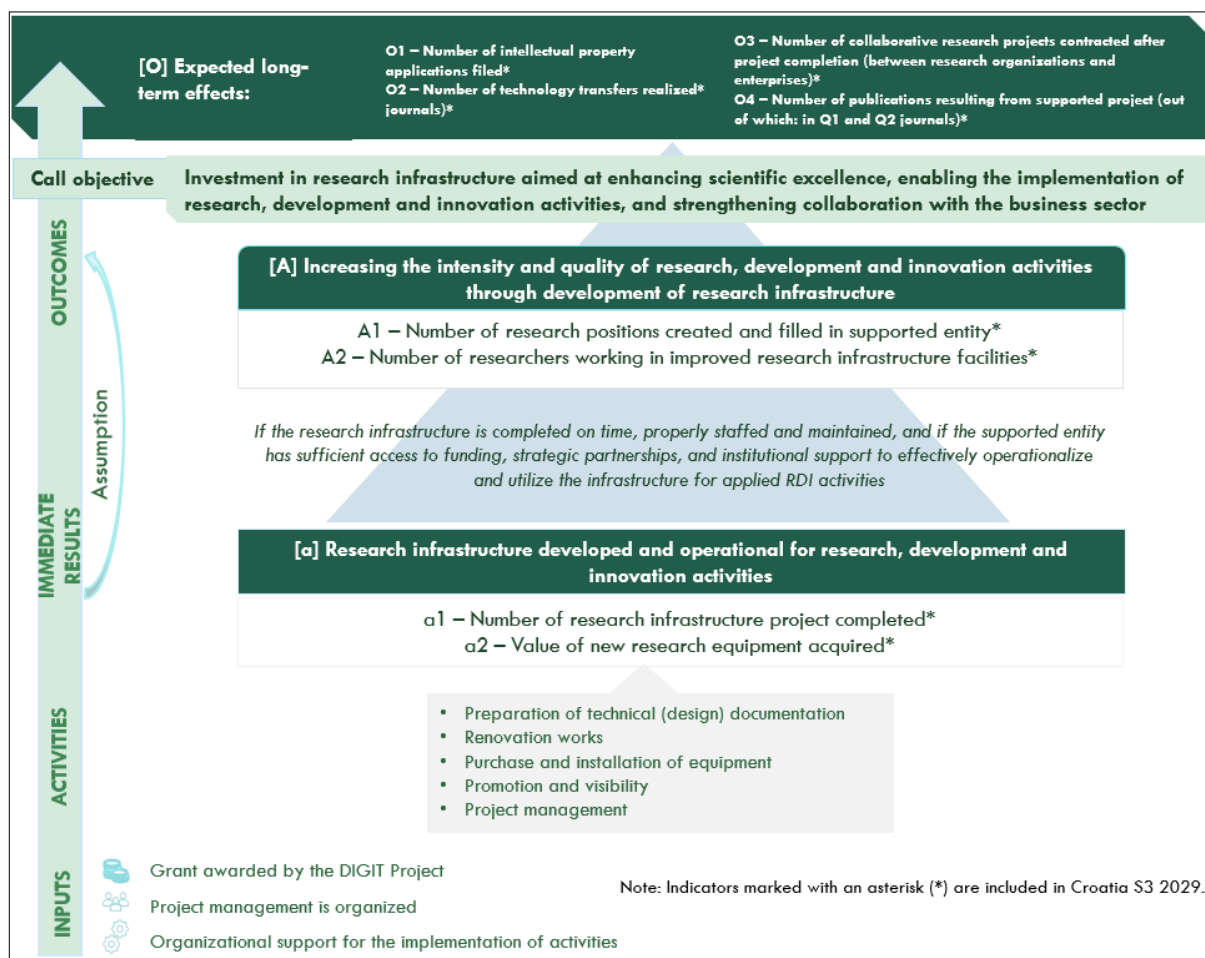 [O] Expected long-
term effects:
O1 – Number of intellectual property
applications filed*
O2 – Number of technology transfers realized*
journals)*
O3 – Number of collaborative research projects contracted after
project completion (between research organizations and
enterprises)*
O4 – Number of publications resulting from supported project (out
of which: in Q1 and Q2 journals)*
Call objective
Investment in research infrastructure aimed at enhancing scientific excellence, enabling the implementation of
research, development and innovation activities, and strengthening collaboration with the business sector
OUTCOMES
[A] Increasing the intensity and quality of research, development and innovation activities
through development of research infrastructure
A1 – Number of research positions created and filled in supported entity*
A2 – Number of researchers working in improved research infrastructure facilities*
Assumption
If the research infrastructure is completed on time, properly staffed and maintained, and if the supported entity
has sufficient access to funding, strategic partnerships, and institutional support to effectively operationalize
and utilize the infrastructure for applied RDI activities
IMMEDIATE
RESULTS
[a] Research infrastructure developed and operational for research, development and
innovation activities
a1 – Number of research infrastructure project completed*
a2 – Value of new research equipment acquired*
ACTIVITIES
• Preparation of technical (design) documentation
• Renovation works
• Purchase and installation of equipment
• Promotion and visibility
• Project management
INPUTS
Grant awarded by the DIGIT Project
Project management is organized
Organizational support for the implementation of activities
Note: Indicators marked with an asterisk (*) are included in Croatia S3 2029.